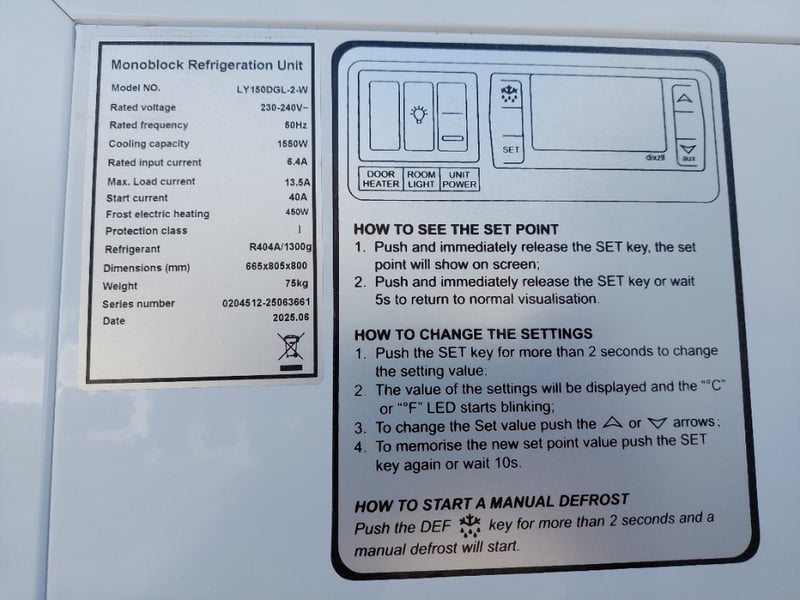 Monoblock Refrigeration Unit
Model NO. LY150DGL-2-W
Rated voltage 230-240V~
Rated frequency 50Hz
Cooling capacity 1550W
Rated input current 6.4A
Max. Load current 13.5A
Start current 40A
Frost electric heating 450W
Protection class I
Refrigerant R404A/1300g
Dimensions (mm) 665x805x800
Weight 75kg
Series number 0204512-25063661
Date 2025.06
SET
dixell
aux
DOOR HEATER
ROOM LIGHT
UNIT POWER
HOW TO SEE THE SET POINT
1. Push and immediately release the SET key, the set
point will show on screen;
2. Push and immediately release the SET key or wait
5s to return to normal visualisation.
HOW TO CHANGE THE SETTINGS
1. Push the SET key for more than 2 seconds to change
the setting value;
2. The value of the settings will be displayed and the "°C"
or "°F" LED starts blinking;
3. To change the Set value push the or arrows;
4. To memorise the new set point value push the SET
key again or wait 10s.
HOW TO START A MANUAL DEFROST
Push the DEF key for more than 2 seconds and a
manual defrost will start.